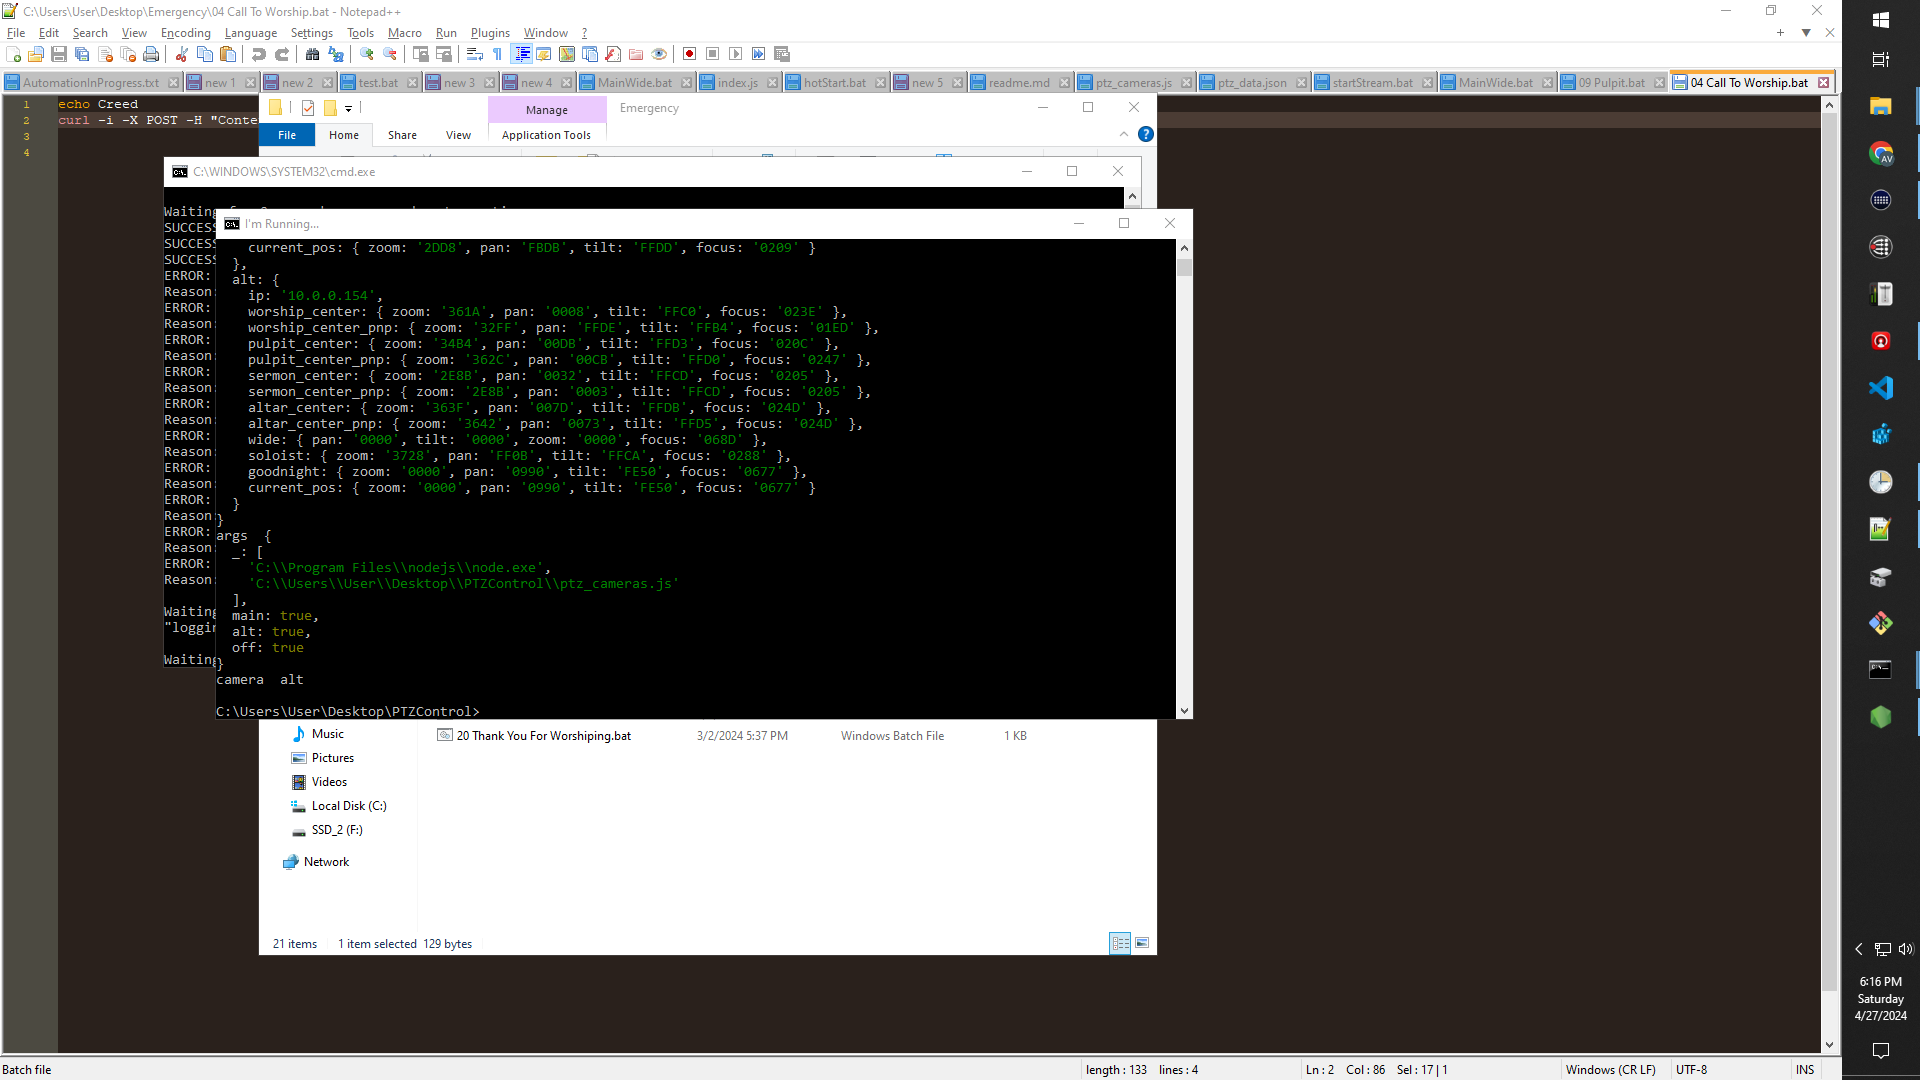 C:\Users\User\Desktop\Emergency\04 Call To Worship.bat - Notepad++
File Edit Search View Encoding Language Settings Tools Macro Run Plugins Window ?
AutomationInProgress.txt new 1 new 2 test.bat new 3 new 4 MainWide.bat index.js hotStart.bat new 5 readme.md ptz_cameras.js ptz_data.json startStream.bat MainWide.bat 09 Pulpit.bat 04 Call To Worship.bat
1 echo Creed
2 curl -i -X POST -H "Conte
3
4
Manage Emergency
File Home Share View Application Tools
C:\WINDOWS\SYSTEM32\cmd.exe
Waiting
SUCCESS
SUCCESS
SUCCESS
ERROR:
Reason:
ERROR:
Reason:
ERROR:
Reason:
ERROR:
Reason:
ERROR:
Reason:
ERROR:
Reason:
ERROR:
Reason:
ERROR:
Reason:
ERROR:
Reason:
ERROR:
Reason:
Waiting
"loggin
Waiting
I'm Running...
current_pos: { zoom: '2DD8', pan: 'FBDB', tilt: 'FFDD', focus: '0209' }
},
alt: {
ip: '10.0.0.154',
worship_center: { zoom: '361A', pan: '0008', tilt: 'FFC0', focus: '023E' },
worship_center_pnp: { zoom: '32FF', pan: 'FFDE', tilt: 'FFB4', focus: '01ED' },
pulpit_center: { zoom: '34B4', pan: '00DB', tilt: 'FFD3', focus: '020C' },
pulpit_center_pnp: { zoom: '362C', pan: '00CB', tilt: 'FFD0', focus: '0247' },
sermon_center: { zoom: '2E8B', pan: '0032', tilt: 'FFCD', focus: '0205' },
sermon_center_pnp: { zoom: '2E8B', pan: '0003', tilt: 'FFCD', focus: '0205' },
altar_center: { zoom: '363F', pan: '007D', tilt: 'FFDB', focus: '024D' },
altar_center_pnp: { zoom: '3642', pan: '0073', tilt: 'FFD5', focus: '024D' },
wide: { pan: '0000', tilt: '0000', zoom: '0000', focus: '068D' },
soloist: { zoom: '3728', pan: 'FF0B', tilt: 'FFCA', focus: '0288' },
goodnight: { zoom: '0000', pan: '0990', tilt: 'FE50', focus: '0677' },
current_pos: { zoom: '0000', pan: '0990', tilt: 'FE50', focus: '0677' }
}
}
args {
_: [
'C:\\Program Files\\nodejs\\node.exe',
'C:\\Users\\User\\Desktop\\PTZControl\\ptz_cameras.js'
],
main: true,
alt: true,
off: true
}
camera alt
C:\Users\User\Desktop\PTZControl>
Music
Pictures
Videos
Local Disk (C:)
SSD_2 (F:)
Network
20 Thank You For Worshiping.bat 3/2/2024 5:37 PM Windows Batch File 1 KB
21 items 1 item selected 129 bytes
6:16 PM
Saturday
4/27/2024
Batch file length : 133 lines : 4 Ln : 2 Col : 86 Sel : 17 | 1 Windows (CR LF) UTF-8 INS